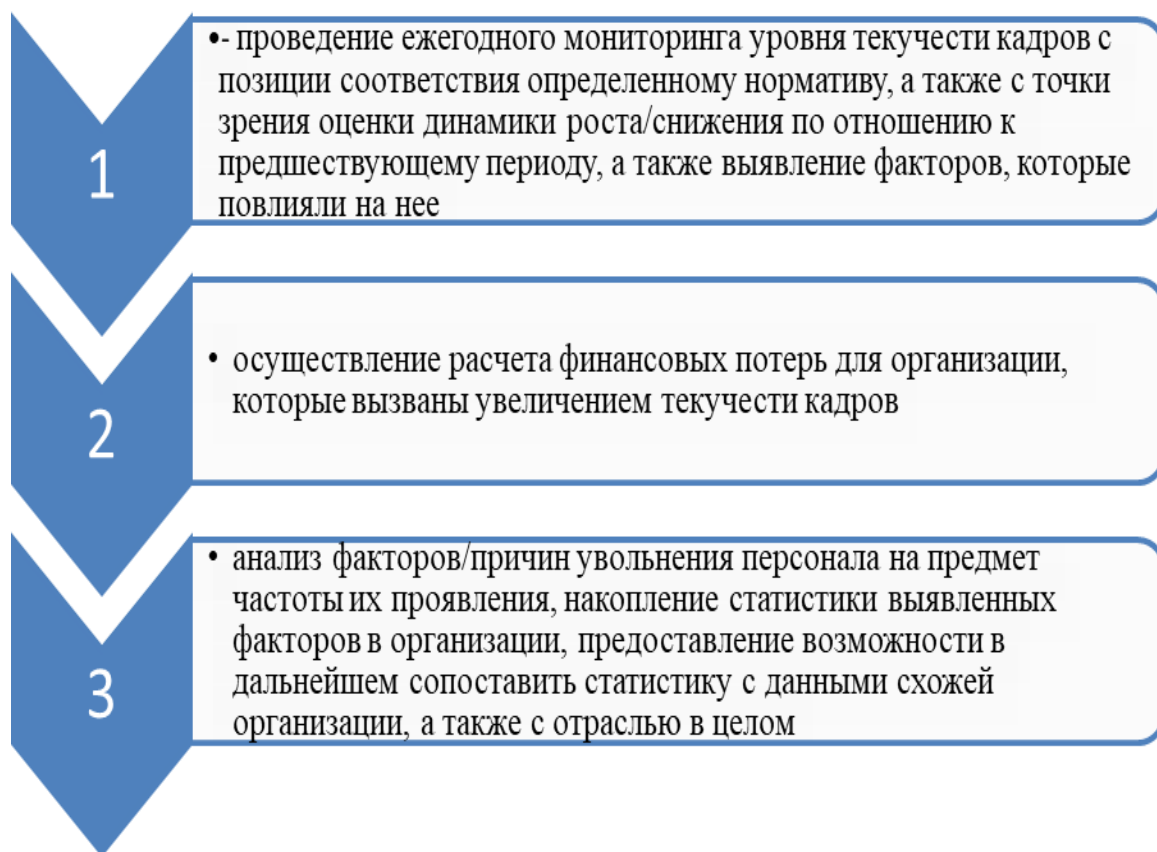 1
•- проведение ежегодного мониторинга уровня текучести кадров с
позиции соответствия определенному нормативу, а также с точки
зрения оценки динамики роста/снижения по отношению к
предшествующему периоду, а также выявление факторов, которые
повлияли на нее
2
• осуществление расчета финансовых потерь для организации,
которые вызваны увеличением текучести кадров
3
• анализ факторов/причин увольнения персонала на предмет
частоты их проявления, накопление статистики выявленных
факторов в организации, предоставление возможности в
дальнейшем сопоставить статистику с данными схожей
организации, а также с отраслью в целом